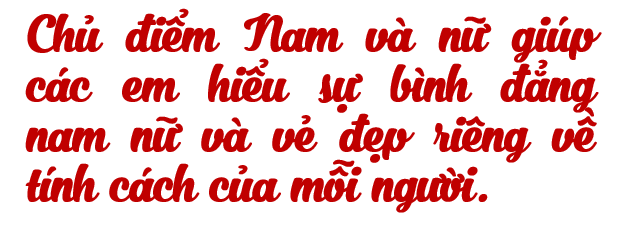 Chủ điểm Nam và nữ giúp
các em hiểu sự bình đẳng
nam nữ và vẻ đẹp riêng về
tính cách của mỗi người.